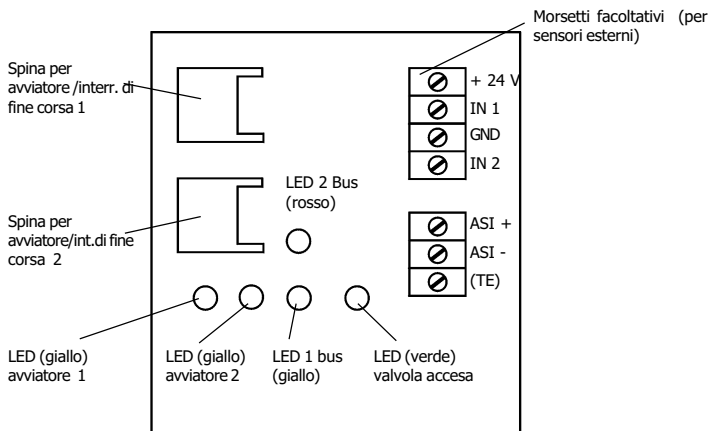 Morsetti facoltativi (per
sensori esterni)
Spina per
avviatore /interr. di
fine corsa 1
+ 24 V
IN 1
GND
IN 2
LED 2 Bus
(rosso)
Spina per
avviatore/int.di fine
corsa 2
ASI +
ASI -
(TE)
LED (giallo)
avviatore 1
LED (giallo)
avviatore 2
LED 1 bus
(giallo)
LED (verde)
valvola accesa